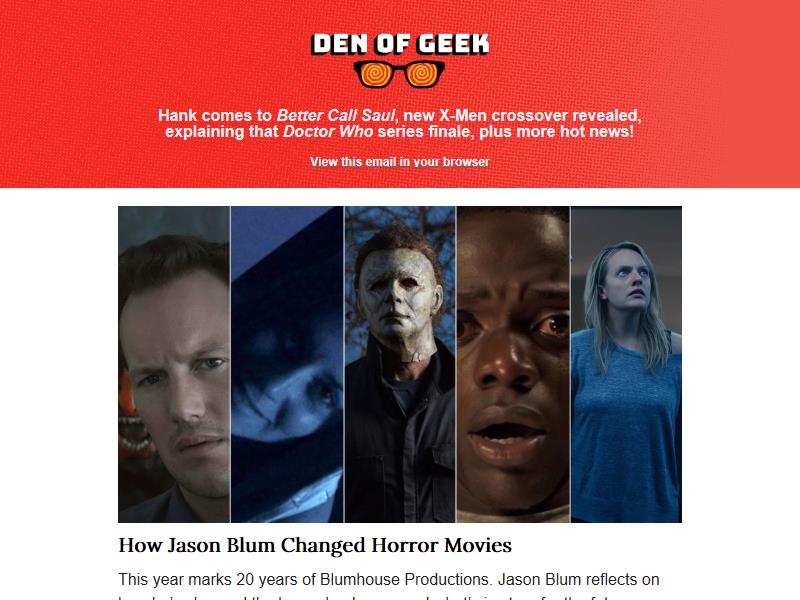 DEN OF GEEK
Hank comes to Better Call Saul, new X-Men crossover revealed,
explaining that Doctor Who series finale, plus more hot news!
View this email in your browser
How Jason Blum Changed Horror Movies
This year marks 20 years of Blumhouse Productions. Jason Blum reflects on